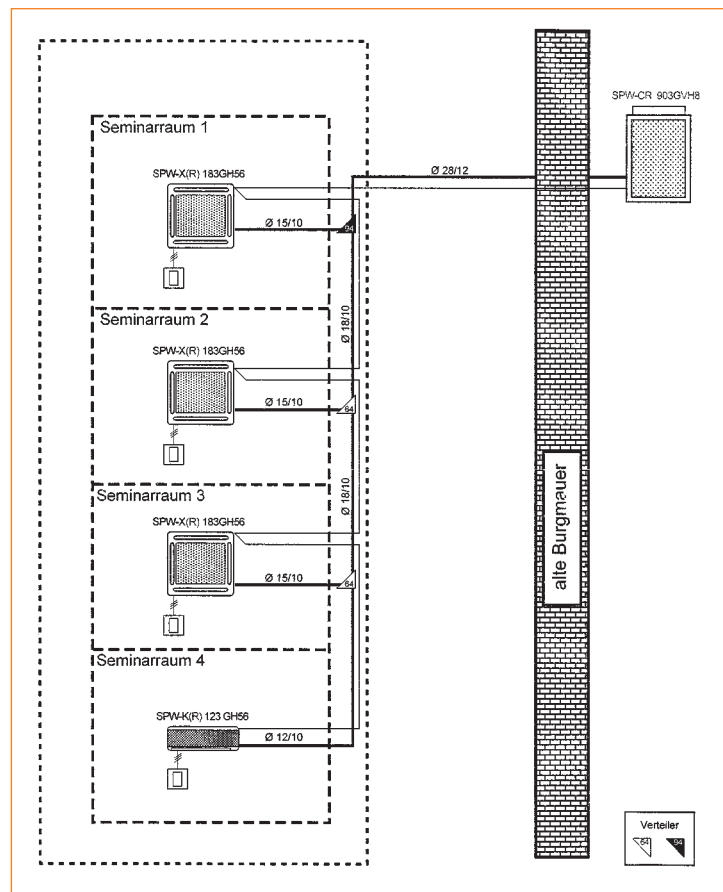 SPW-CR 903GVH8
Seminarraum 1
SPW-X(R) 183GH56
Ø 28/12
Ø 15/10
94
Ø 18/10
Seminarraum 2
SPW-X(R) 183GH56
Ø 15/10
64
Ø 18/10
Seminarraum 3
SPW-X(R) 183GH56
Ø 15/10
64
alte Burgmauer
Seminarraum 4
SPW-K(R) 123 GH56
Ø 12/10
Verteiler
64 94